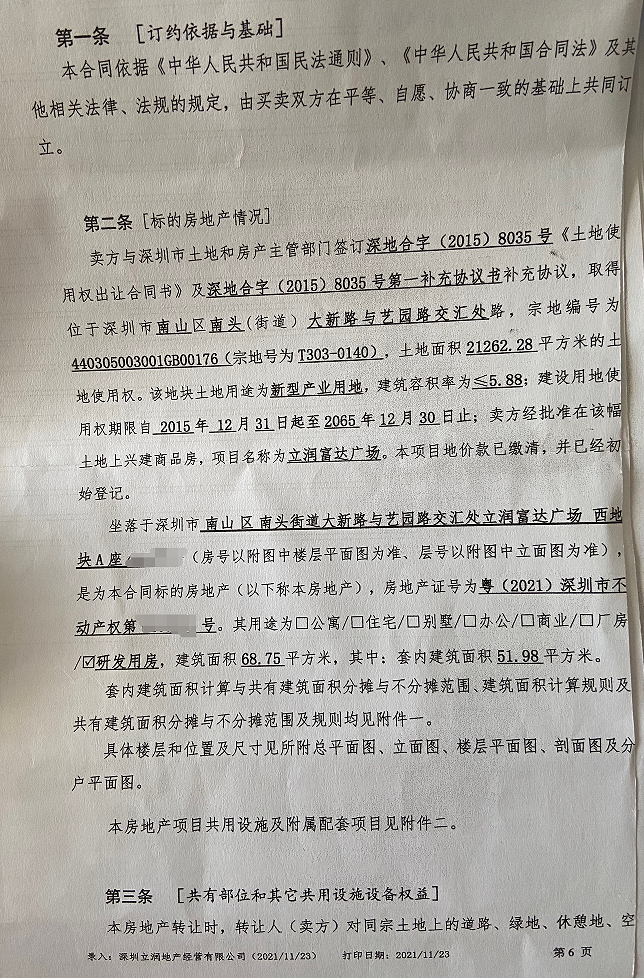 第一条 [订约依据与基础]
本合同依据《中华人民共和国民法通则》、《中华人民共和国合同法》及其
他相关法律、法规的规定，由买卖双方在平等、自愿、协商一致的基础上共同订
立。
第二条 [标的房地产情况]
卖方与深圳市土地和房产主管部门签订深地合字（2015）8035号《土地使
用权出让合同书》及深地合字（2015）8035号第一补充协议书补充协议，取得
位于深圳市南山区南头(街道）大新路与艺园路交汇处路，宗地编号为
440305003001GB00176（宗地号为T303-0140），土地面积21262.28平方米的土
地使用权。该地块土地用途为新型产业用地，建筑容积率为≤5.88；建设用地使
用权期限自2015年12月31日起至2065年12月30日止；卖方经批准在该幅
土地上兴建商品房，项目名称为立润富达广场。本项目地价款已缴清，并已经初
始登记。
坐落于深圳市南山区南头街道大新路与艺园路交汇处立润富达广场 西地
块A座（房号以附图中楼层平面图为准、层号以附图中立面图为准），
是为本合同标的房地产（以下称本房地产），房地产证号为粤（2021）深圳市不
动产权第 号。其用途为☐公寓/☐住宅/☐别墅/☐办公/☐商业/☐厂房
/☑研发用房，建筑面积68.75平方米，其中：套内建筑面积51.98平方米。
套内建筑面积计算与共有建筑面积分摊与不分摊范围、建筑面积计算规则及
共有建筑面积分摊与不分摊范围及规则均见附件一。
具体楼层和位置及尺寸见所附总平面图、立面图、楼层平面图、剖面图及分
户平面图。
本房地产项目共用设施及附属配套项目见附件二。
第三条 [共有部位和其它共用设施设备权益]
本房地产转让时，转让人（卖方）对同宗土地上的道路、绿地、休憩地、空
录入：深圳立润地产经营有限公司（2021/11/23） 打印日期：2021/11/23 第6页